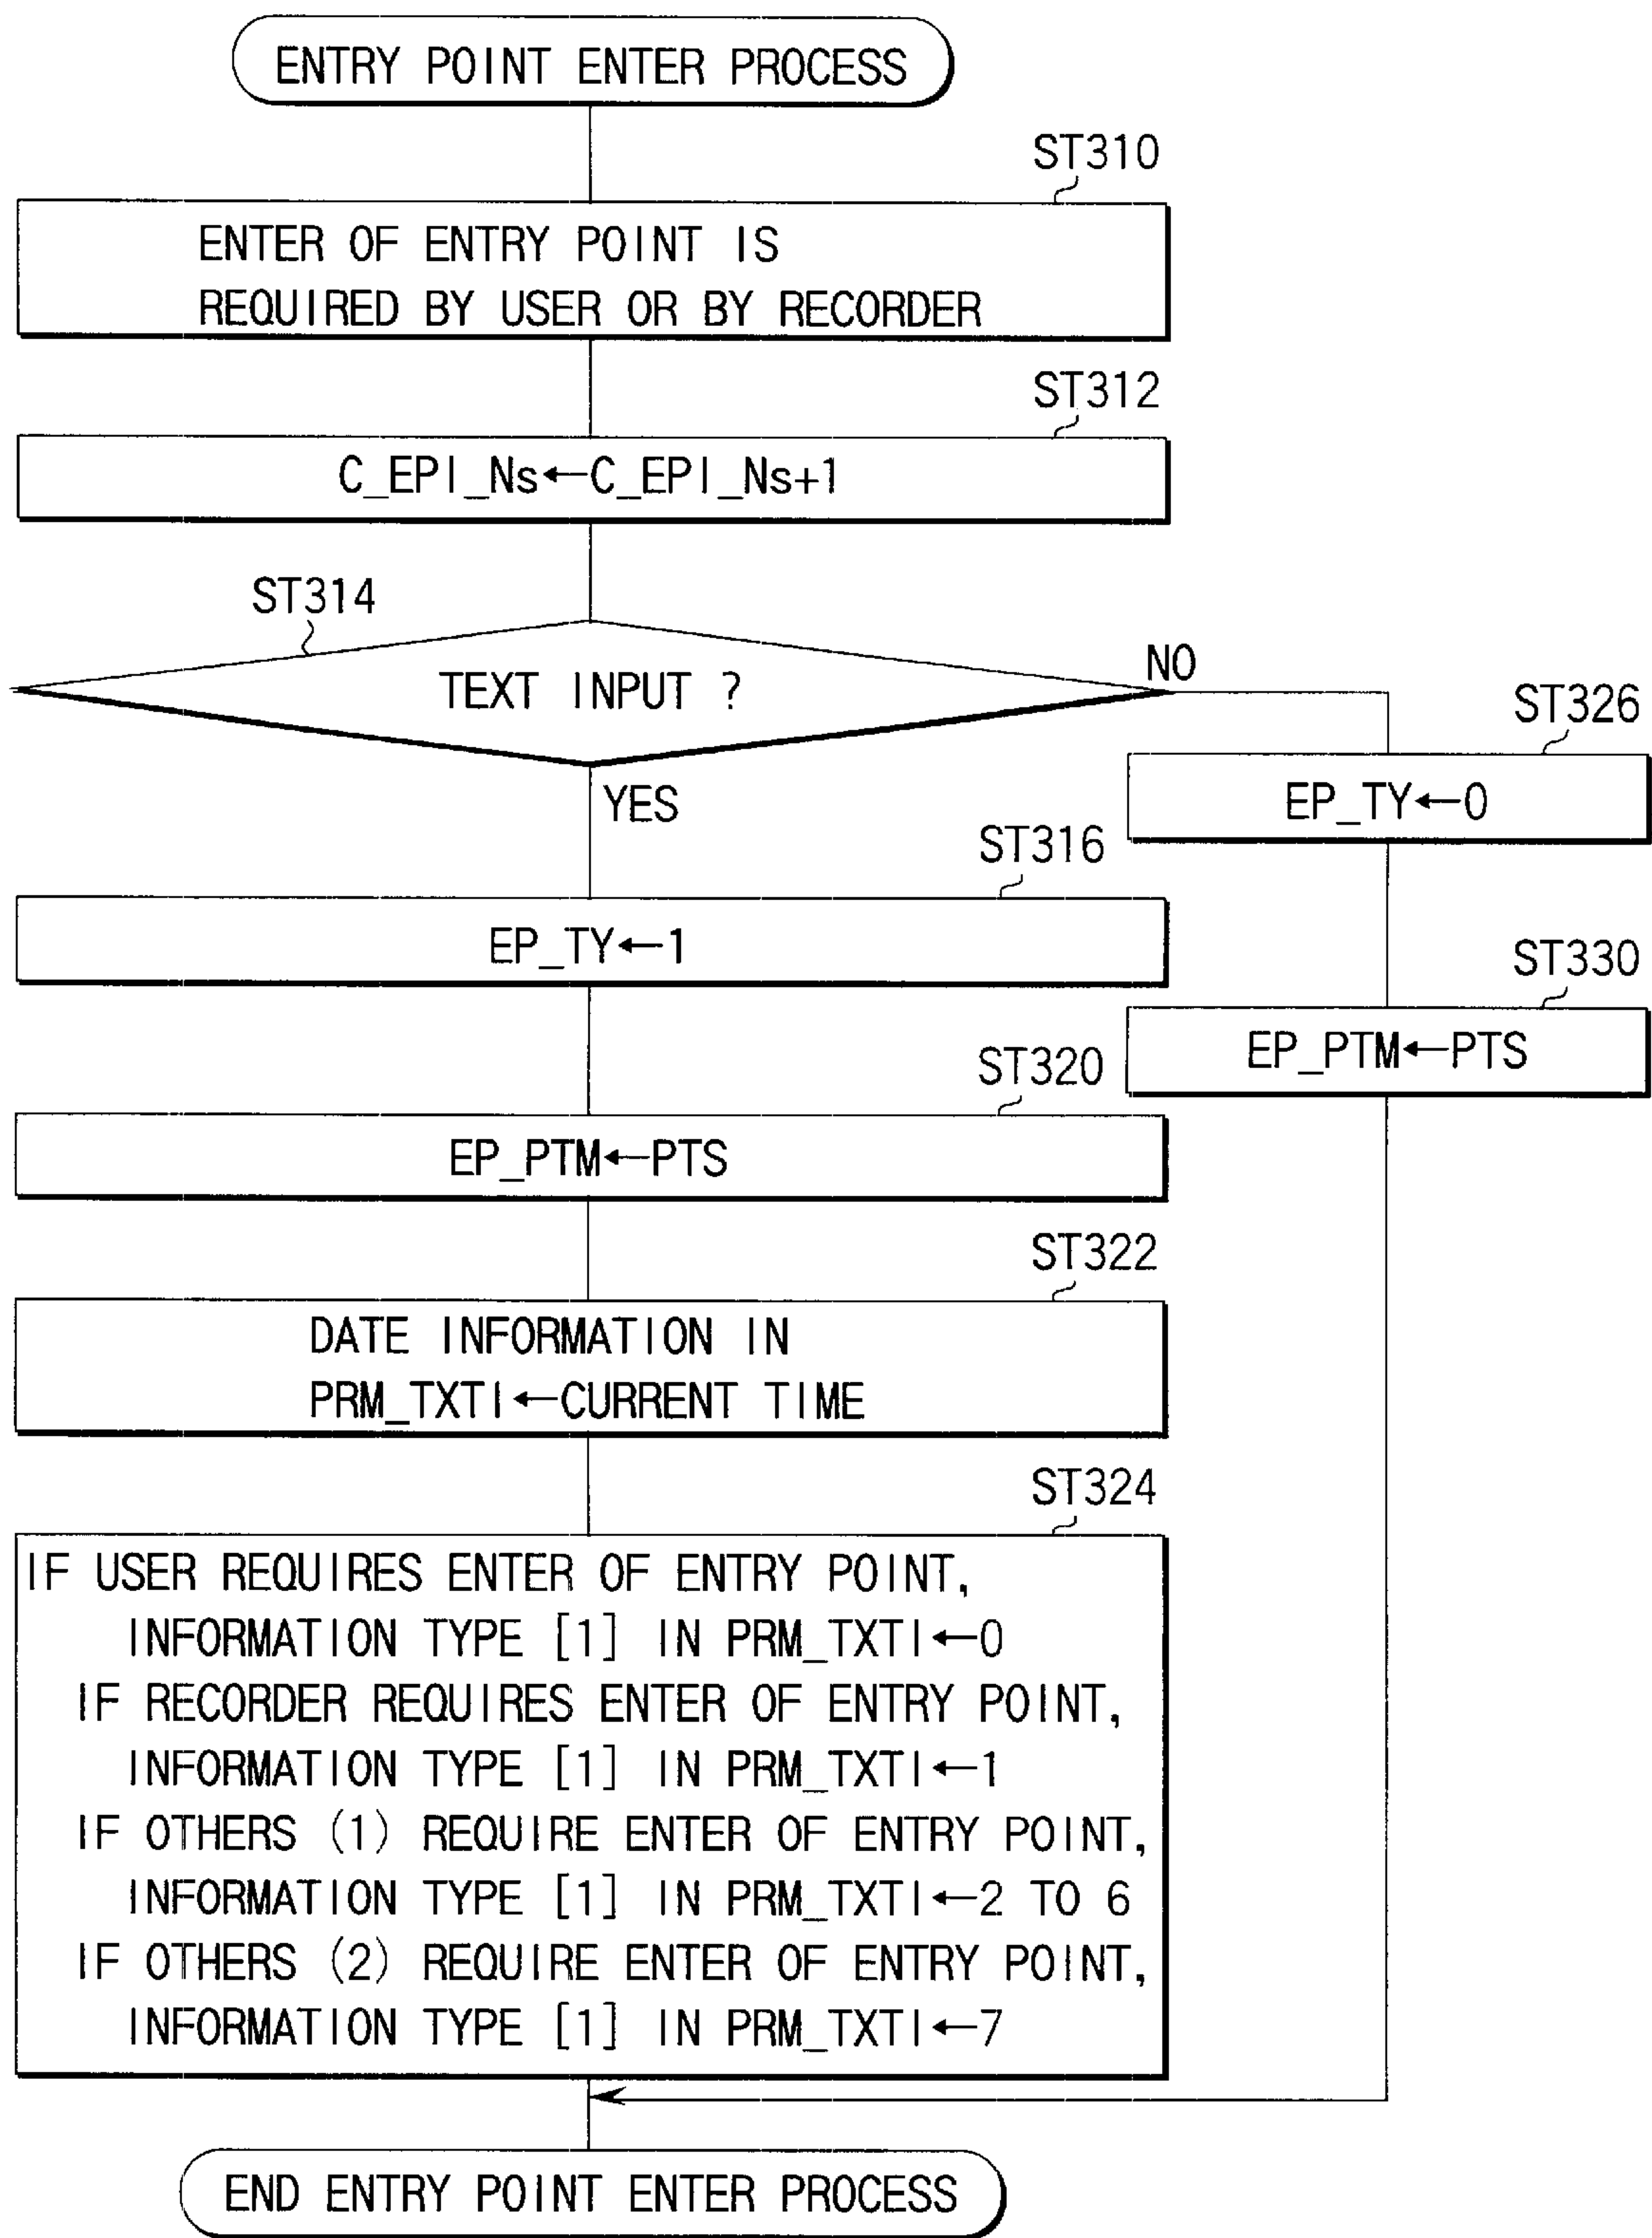 ENTRY POINT ENTER PROCESS
ST310
ENTER OF ENTRY POINT IS
REQUIRED BY USER OR BY RECORDER
ST312
C_EPI_Ns←C_EPI_Ns+1
ST314
TEXT INPUT ?
NO
YES
ST326
EP_TY←0
ST316
EP_TY←1
ST330
EP_PTM←PTS
ST320
EP_PTM←PTS
ST322
DATE INFORMATION IN
PRM_TXTI←CURRENT TIME
ST324
IF USER REQUIRES ENTER OF ENTRY POINT,
INFORMATION TYPE [1] IN PRM_TXTI←0
IF RECORDER REQUIRES ENTER OF ENTRY POINT,
INFORMATION TYPE [1] IN PRM_TXTI←1
IF OTHERS (1) REQUIRE ENTER OF ENTRY POINT,
INFORMATION TYPE [1] IN PRM_TXTI←2 TO 6
IF OTHERS (2) REQUIRE ENTER OF ENTRY POINT,
INFORMATION TYPE [1] IN PRM_TXTI←7
END ENTRY POINT ENTER PROCESS